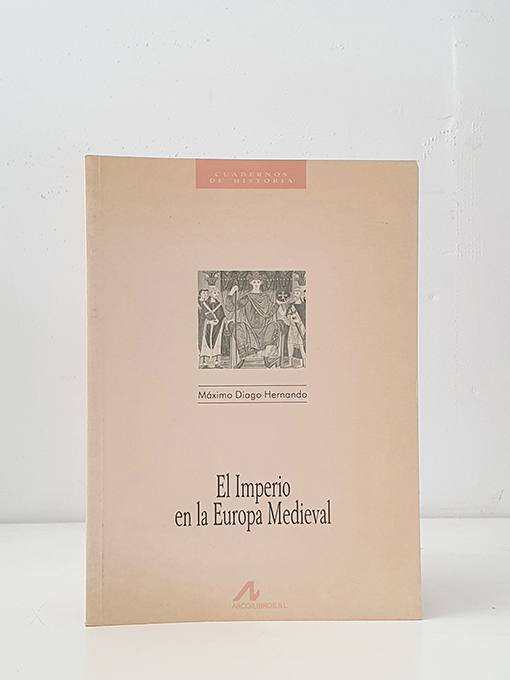 CUADERNOS
DE HISTORIA
Máximo Diago Hernando
El Imperio
en la Europa Medieval
ARCO/LIBROS, S.L.